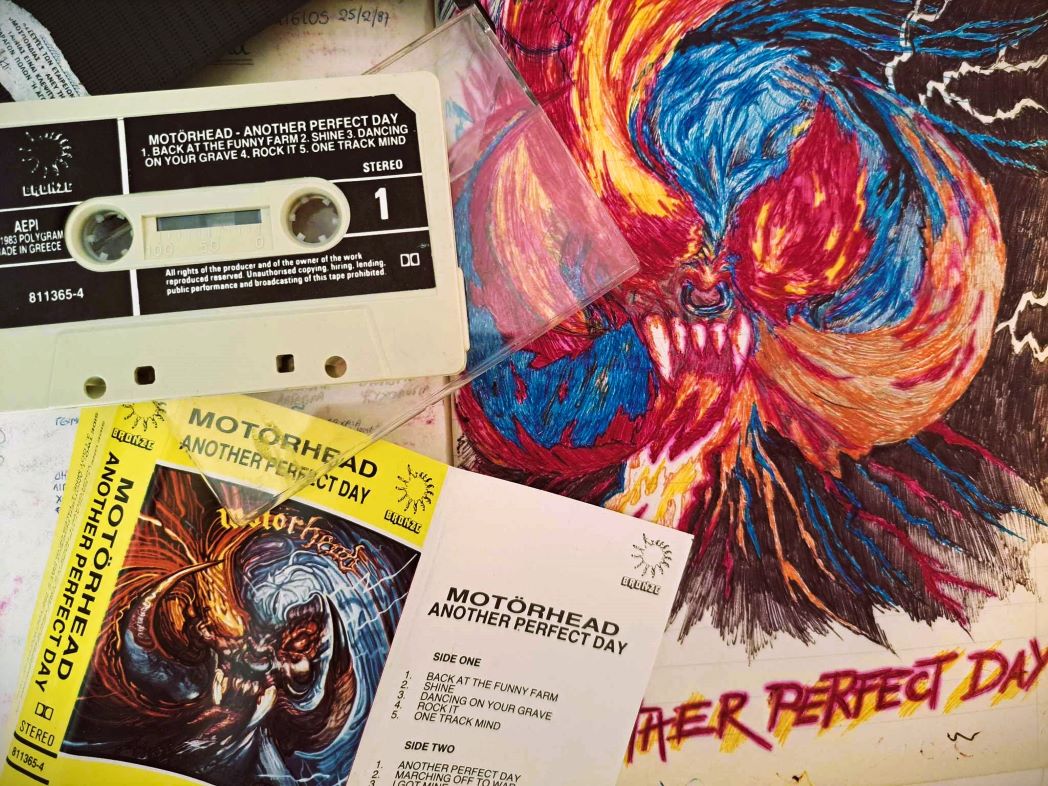 25/2/87
BRONZE
MOTÖRHEAD - ANOTHER PERFECT DAY
1. BACK AT THE FUNNY FARM 2. SHINE 3. DANCING
ON YOUR GRAVE 4. ROCK IT 5. ONE TRACK MIND
STEREO
1
AEPI
1983 POLYGRAM
MADE IN GREECE
100 50 0
All rights of the producer and of the owner of the work
reproduced reserved. Unauthorised copying, hiring, lending,
public performance and broadcasting of this tape prohibited.
811365-4
BRONZE
MOTÖRHEAD
ANOTHER PERFECT DAY
BRONZE
MOTÖRHEAD
ANOTHER PERFECT DAY
STEREO
811365-4
Motörhead
BRONZE
MOTÖRHEAD
ANOTHER PERFECT DAY
SIDE ONE
1. BACK AT THE FUNNY FARM
2. SHINE
3. DANCING ON YOUR GRAVE
4. ROCK IT
5. ONE TRACK MIND
SIDE TWO
1. ANOTHER PERFECT DAY
2. MARCHING OFF TO WAR
3. I GOT MINE
THER PERFECT DAY